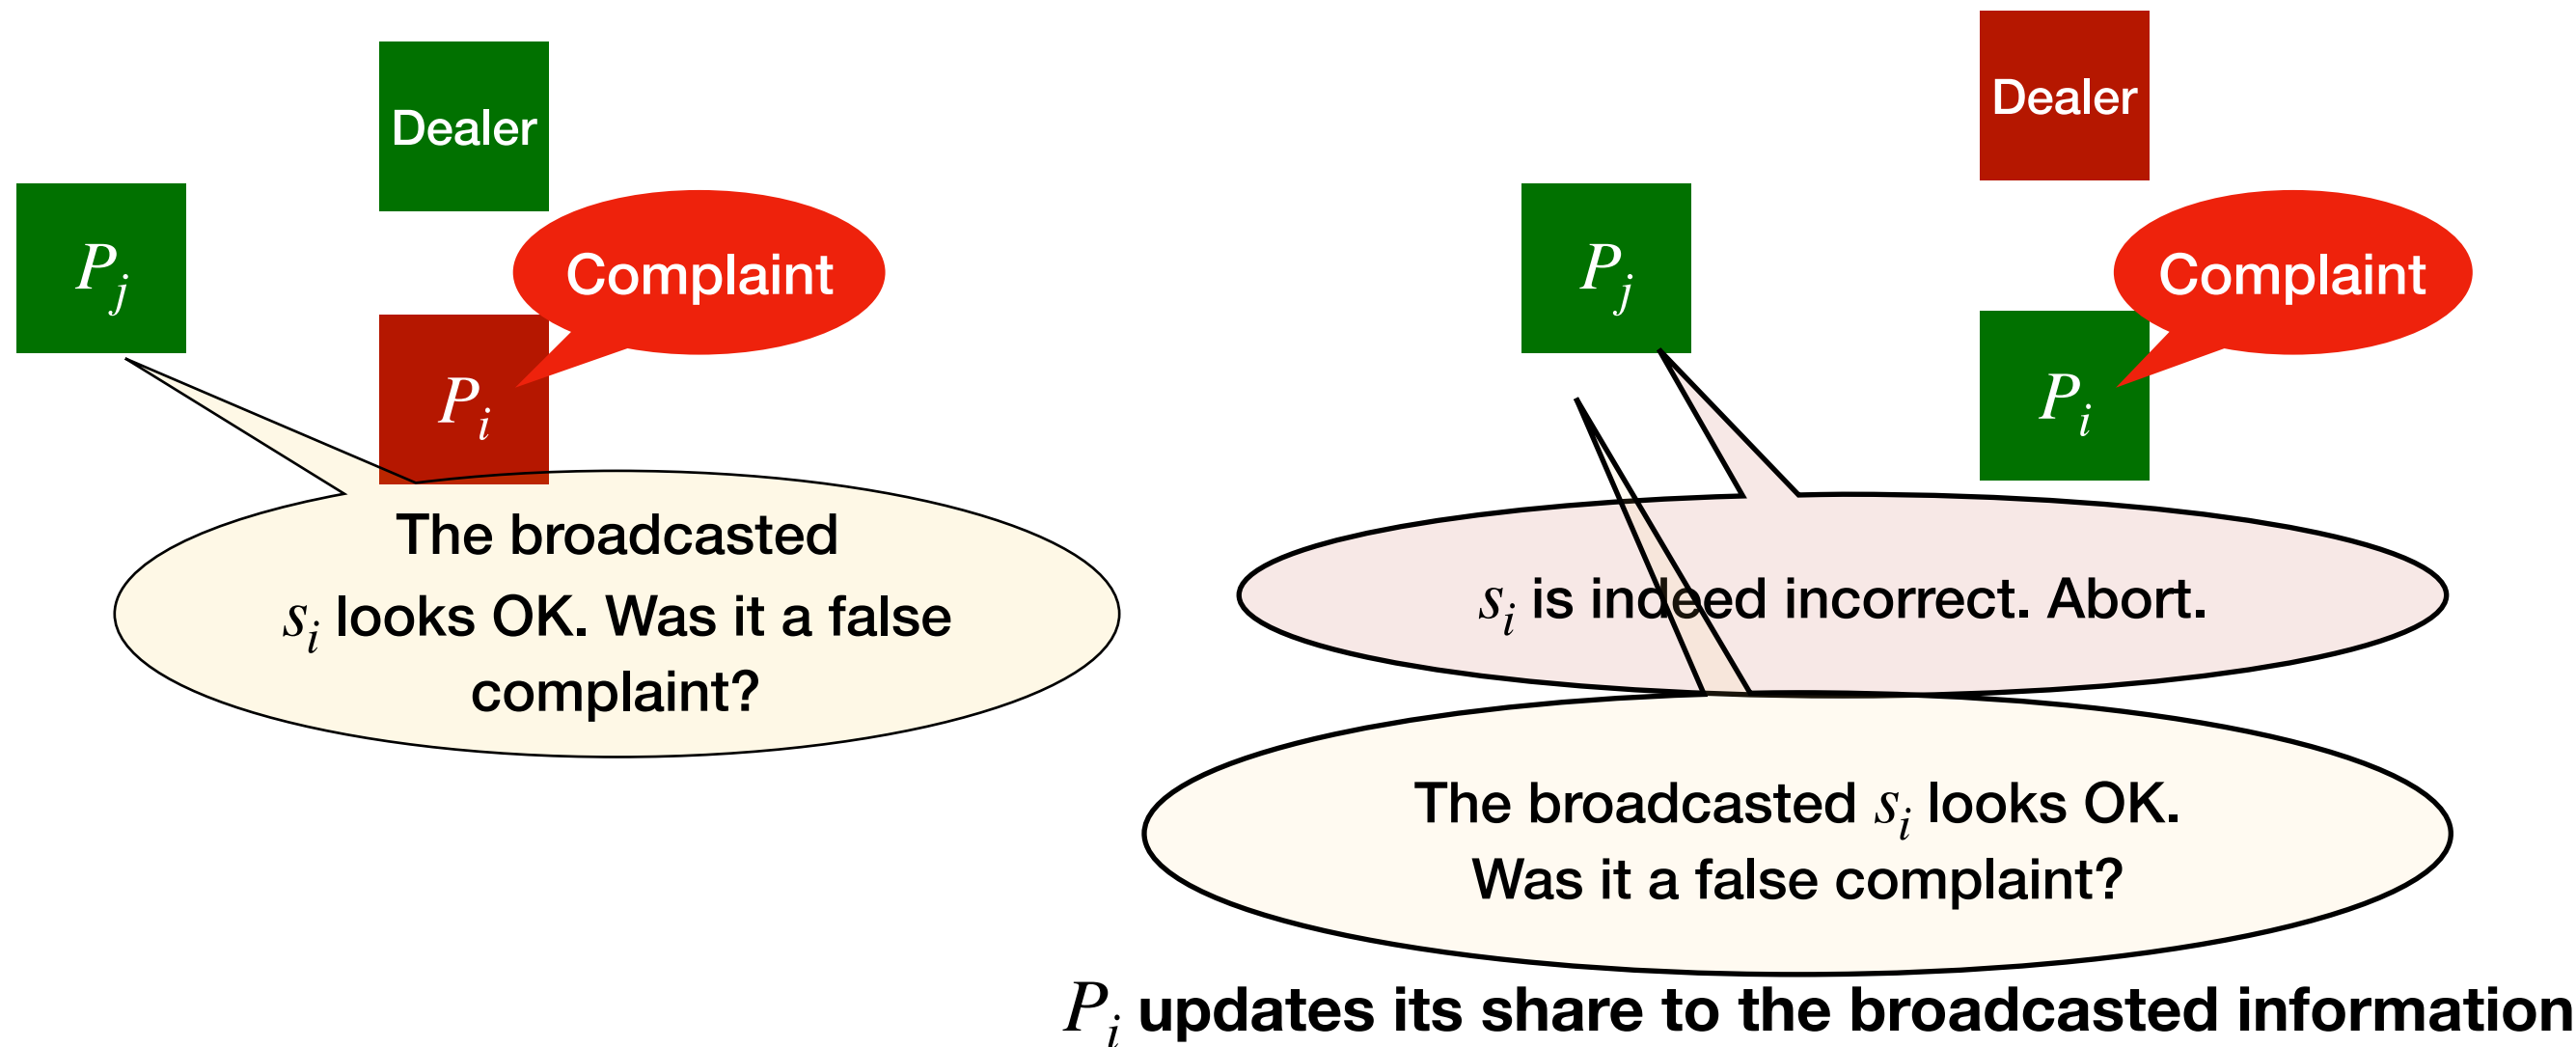 Dealer
P_j
Complaint
P_i
The broadcasted
s_i looks OK. Was it a false
complaint?
Dealer
P_j
Complaint
P_i
s_i is indeed incorrect. Abort.
The broadcasted s_i looks OK.
Was it a false complaint?
P_i updates its share to the broadcasted information